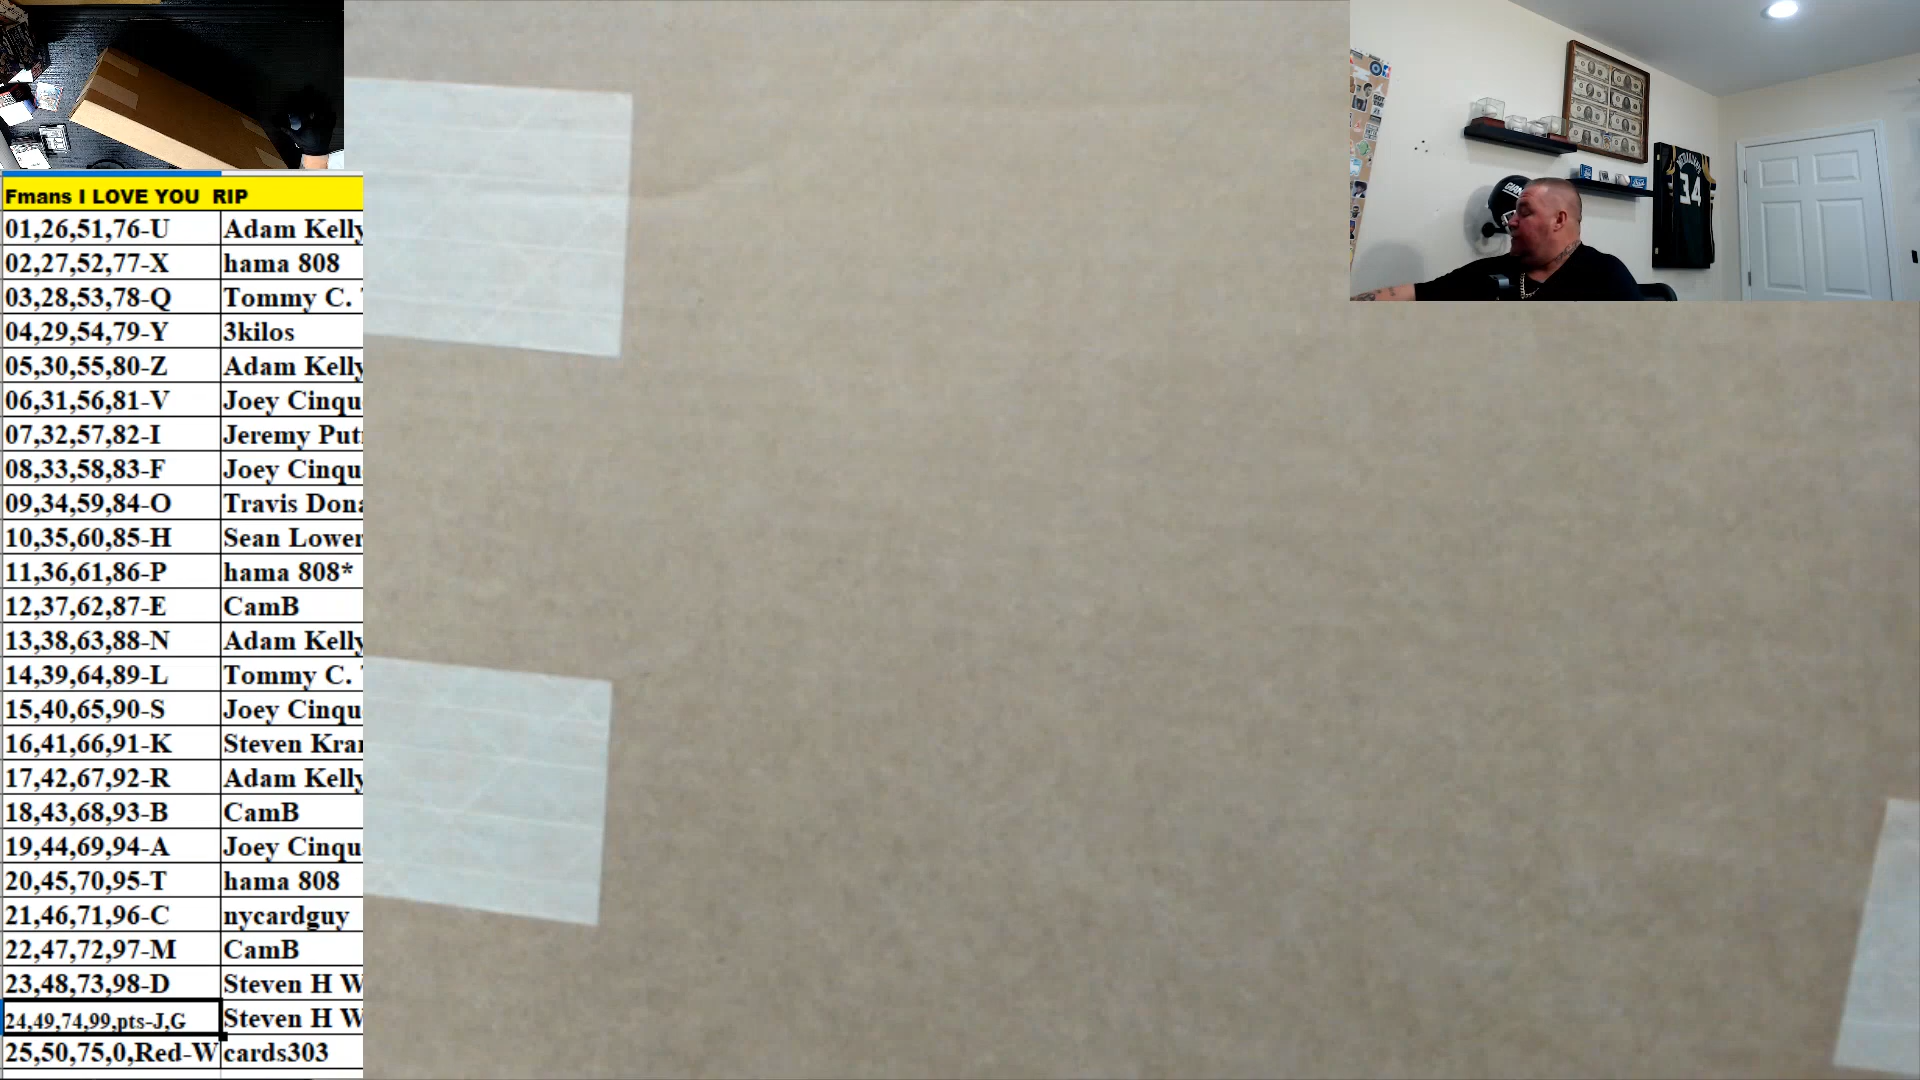 Fmans I LOVE YOU RIP
01,26,51,76-U Adam Kelly
02,27,52,77-X hama 808
03,28,53,78-Q Tommy C.
04,29,54,79-Y 3kilos
05,30,55,80-Z Adam Kelly
06,31,56,81-V Joey Cinqu
07,32,57,82-I Jeremy Put
08,33,58,83-F Joey Cinqu
09,34,59,84-O Travis Dona
10,35,60,85-H Sean Lower
11,36,61,86-P hama 808*
12,37,62,87-E CamB
13,38,63,88-N Adam Kelly
14,39,64,89-L Tommy C.
15,40,65,90-S Joey Cinqu
16,41,66,91-K Steven Kra
17,42,67,92-R Adam Kelly
18,43,68,93-B CamB
19,44,69,94-A Joey Cinqu
20,45,70,95-T hama 808
21,46,71,96-C nycardguy
22,47,72,97-M CamB
23,48,73,98-D Steven H W
24,49,74,99,pts-J,G Steven H W
25,50,75,0,Red-W cards303
34